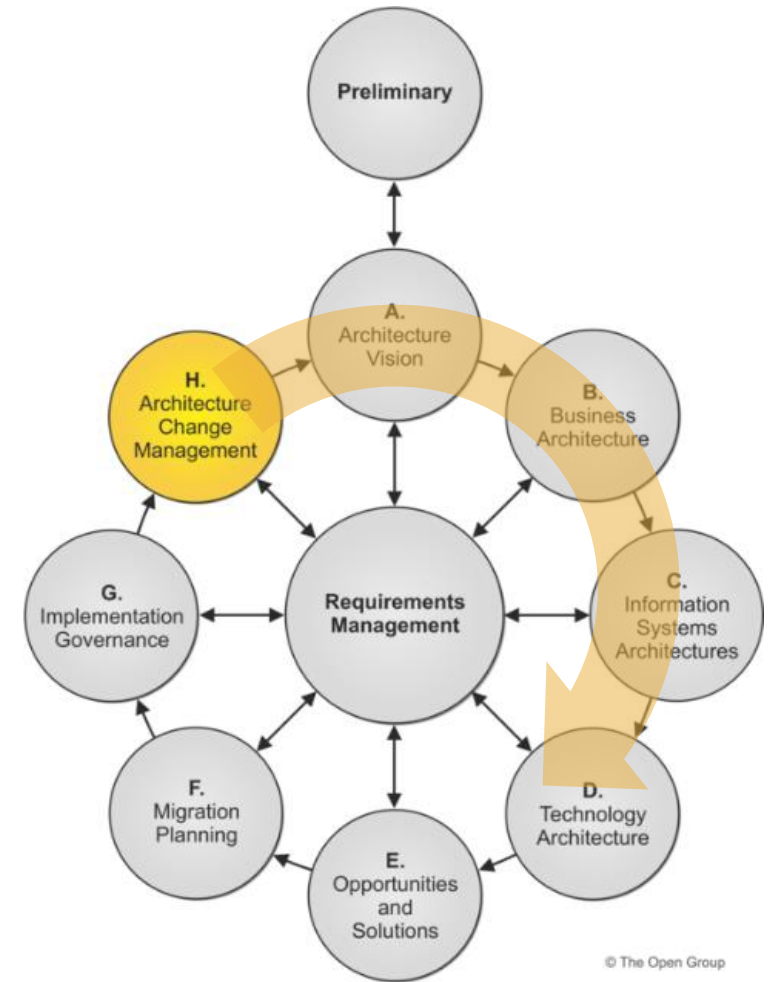 Preliminary
A.
Architecture
Vision
B.
Business
Architecture
C.
Information
Systems
Architectures
D.
Technology
Architecture
E.
Opportunities
and
Solutions
F.
Migration
Planning
G.
Implementation
Governance
H.
Architecture
Change
Management
Requirements
Management
© The Open Group